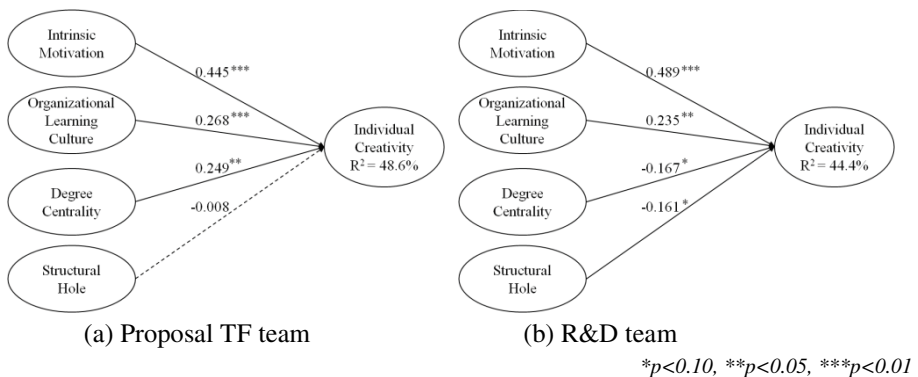 Intrinsic
Motivation
0.445***
Organizational
Learning
Culture
0.268***
Individual
Creativity
R² = 48.6%
0.249**
Degree
Centrality
-0.008
Structural
Hole
(a) Proposal TF team
Intrinsic
Motivation
0.489***
Organizational
Learning
Culture
0.235**
Individual
Creativity
R² = 44.4%
-0.167*
Degree
Centrality
-0.161*
Structural
Hole
(b) R&D team
*p<0.10, **p<0.05, ***p<0.01